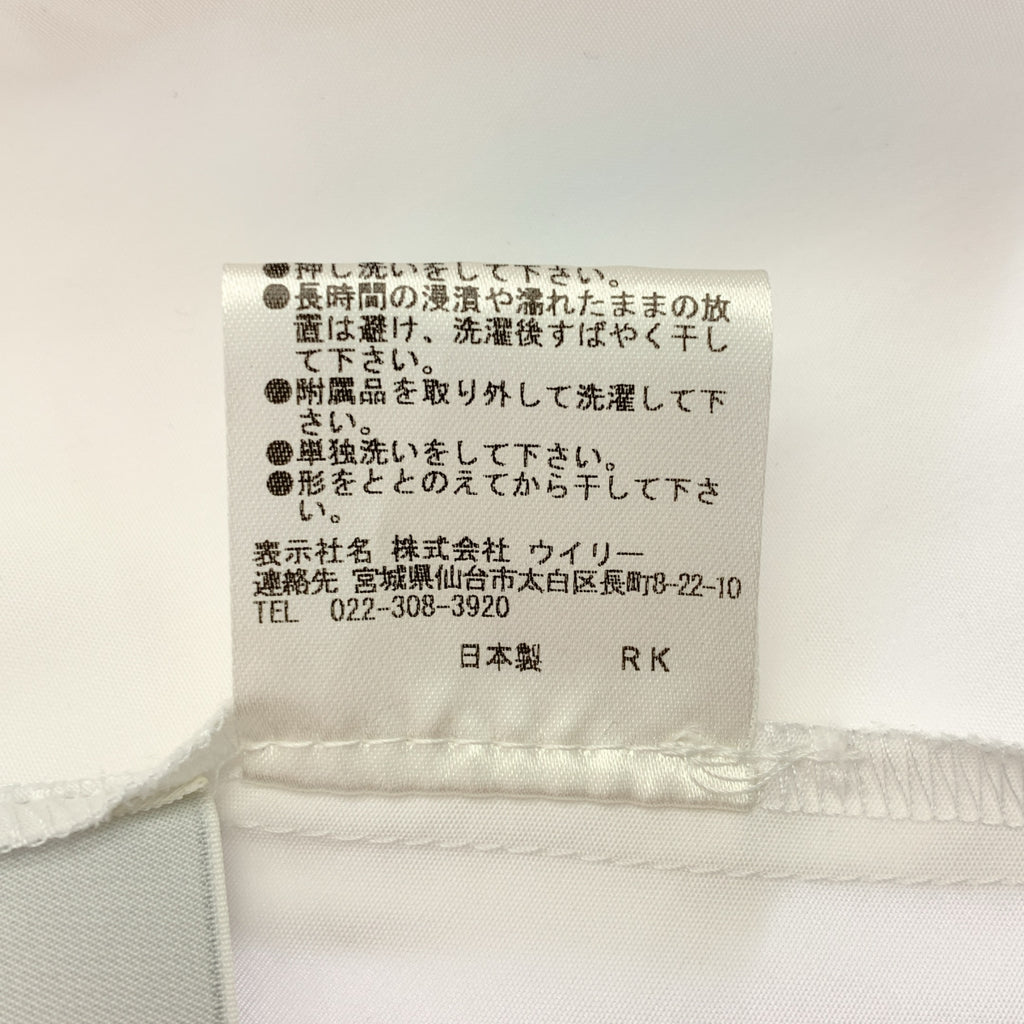 ●押し洗いをして下さい。
●長時間の浸漬や濡れたままの放
置は避け、洗濯後すばやく干し
て下さい。
●附属品を取り外して洗濯して下
さい。
●単独洗いをして下さい。
●形をととのえてから干して下さ
い。
表示社名 株式会社 ウイリー
連絡先 宮城県仙台市太白区長町8-22-10
TEL 022-308-3920
日本製 RK